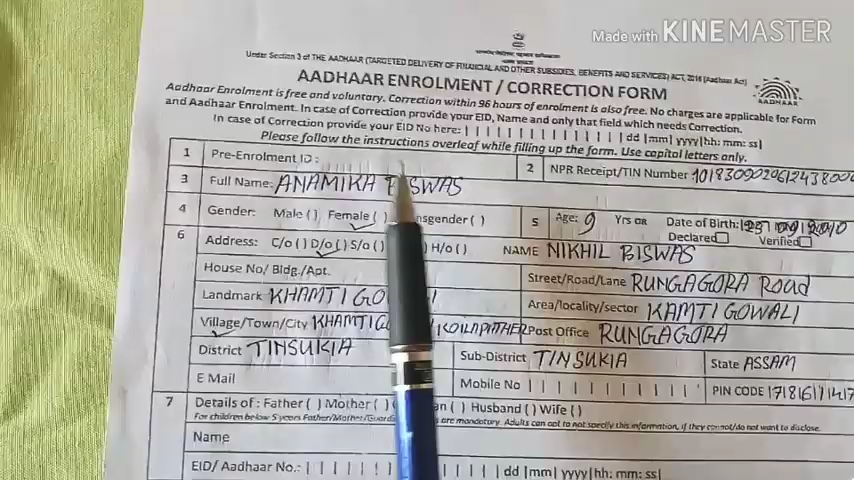 Made with KINEMASTER
Under Section 3 of THE AADHAAR (TARGETED DELIVERY OF FINANCIAL AND OTHER SUBSIDIES, BENEFITS AND SERVICES) ACT, 2016 (Aadhaar Act)
AADHAAR ENROLMENT / CORRECTION FORM
AADHAAR
Aadhaar Enrolment is free and voluntary. Correction within 96 hours of enrolment is also free. No charges are applicable for Form
and Aadhaar Enrolment. In case of Correction provide your EID, Name and only that field which needs Correction.
In case of Correction provide your EID No here: dd |mm| yyyy|hh: mm: ss|
Please follow the instructions overleaf while filling up the form. Use capital letters only.
1 Pre-Enrolment ID :
2 NPR Receipt/TIN Number :
3 Full Name: ANAMIKA BISWAS
4 Gender: Male ( ) Female ( ) nsgender ( )
5 Age: 9 Yrs OR Date of Birth:
Declared Verified
6 Address: C/o ( ) D/o ( ) S/o ( ) H/o ( ) NAME NIKHIL BISWAS
House No/ Bldg./Apt. Street/Road/Lane RUNGAGORA Road
Landmark KHAMTI GO LI Area/locality/sector KAMTI GOWALI
Village/Town/City KHAMTI G Post Office RUNGAGORA
District TINSUKIA Sub-District TINSUKIA State ASSAM
E Mail Mobile No PIN CODE
7 Details of : Father ( ) Mother ( ) an ( ) Husband ( ) Wife ( )
For children below 5 years Father/Mother/Guard s are mandatory. Adults can opt to not specify this information, if they cannot/do not want to disclose.
Name
EID/ Aadhaar No.: dd |mm| yyyy|hh: mm: ss|